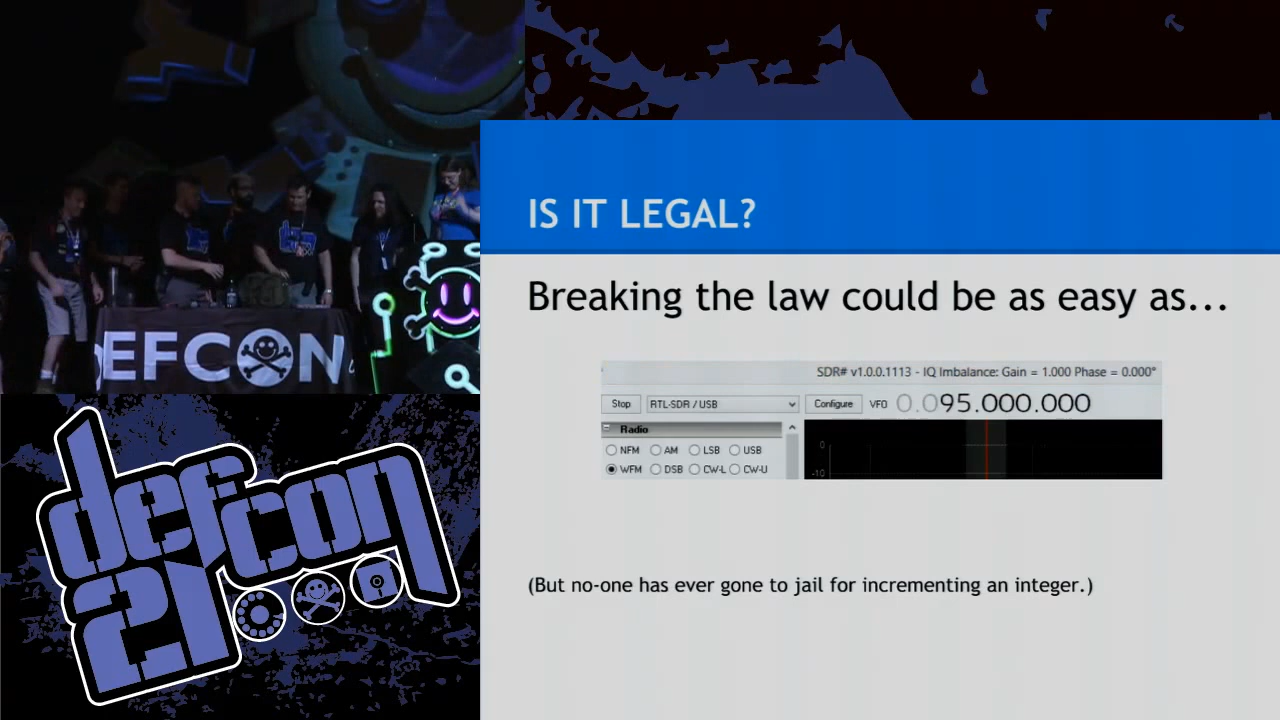 IS IT LEGAL?
Breaking the law could be as easy as...
SDR# v1.0.0.1113 - IQ Imbalance: Gain = 1.000 Phase = 0.000°
Stop RTL-SDR / USB Configure VFO 0.095.000.000
Radio
NFM AM LSB USB
WFM DSB CW-L CW-U
0
-10
(But no-one has ever gone to jail for incrementing an integer.)
EFCON
defcon
21